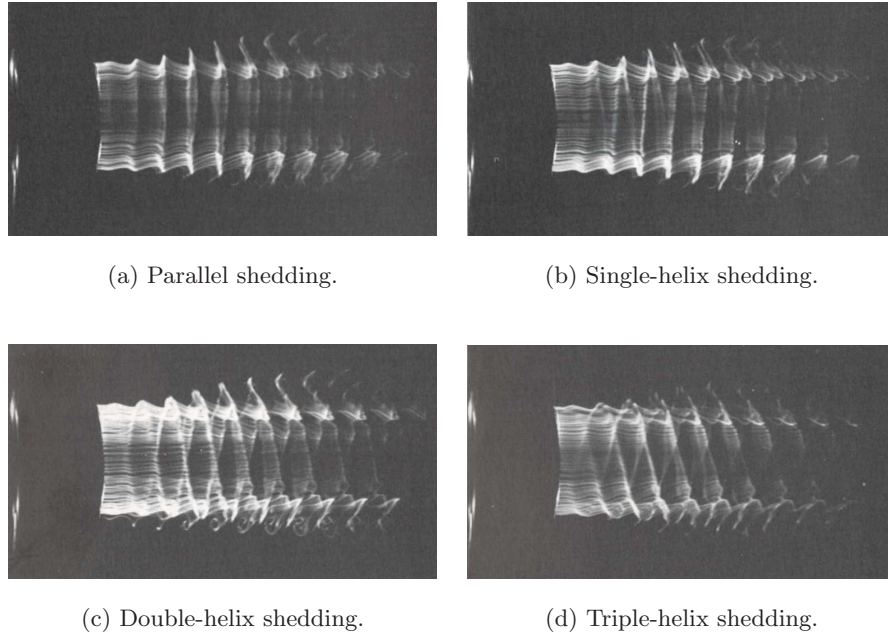 (a) Parallel shedding.
(b) Single-helix shedding.
(c) Double-helix shedding.
(d) Triple-helix shedding.